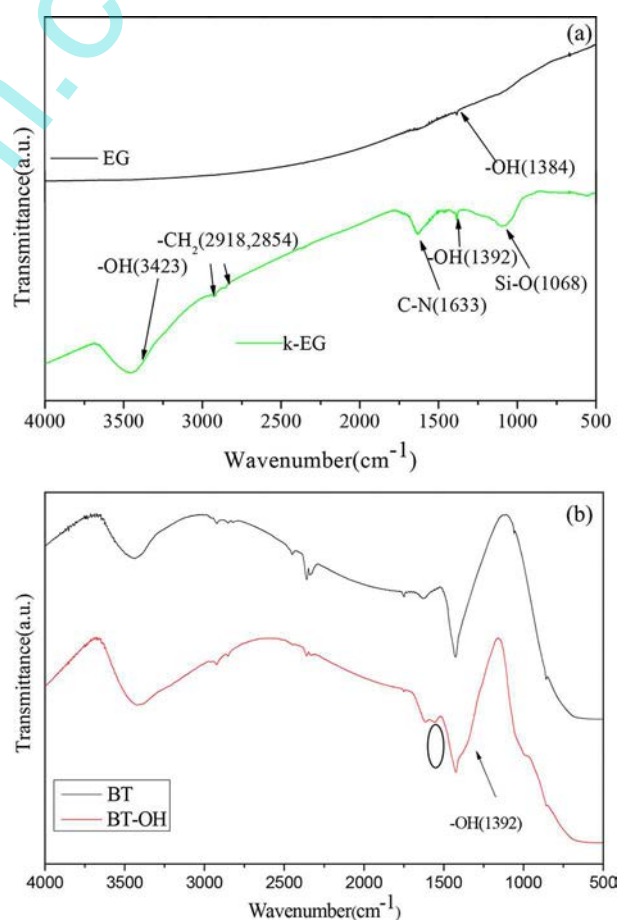 (a)
Transmittance(a.u.)
EG
-OH(1384)
-CH2(2918,2854)
-OH(3423)
-OH(1392)
Si-O(1068)
C-N(1633)
k-EG
4000 3500 3000 2500 2000 1500 1000 500
Wavenumber(cm-1)
(b)
Transmittance(a.u.)
BT
BT-OH
-OH(1392)
4000 3500 3000 2500 2000 1500 1000 500
Wavenumber(cm-1)